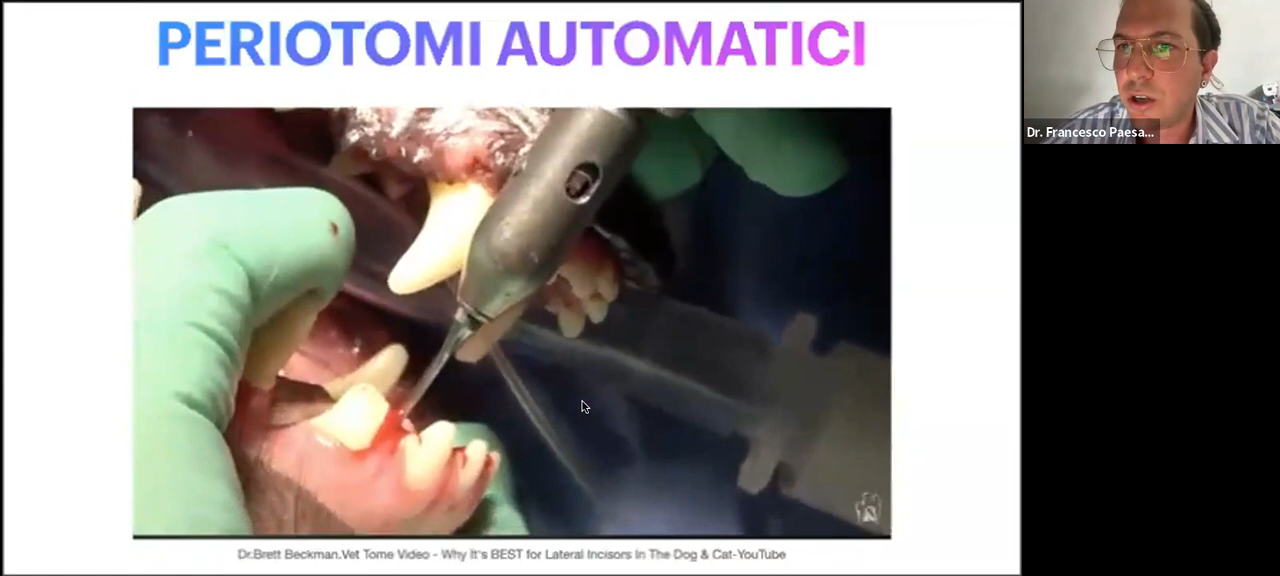 PERIOTOMI AUTOMATICI
Dr. Francesco Paesa...
Dr.Brett Beckman.Vet Tome Video - Why It's BEST for Lateral Incisors In The Dog & Cat-YouTube